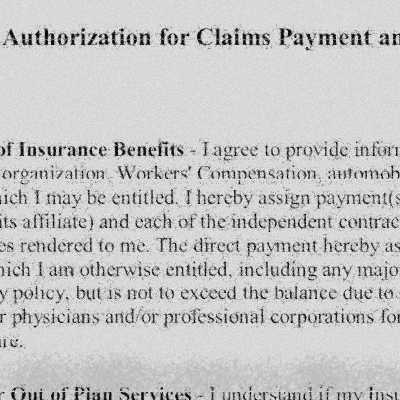 Authorization for Claims Payment an
of Insurance Benefits - I agree to provide inform
organization, Workers' Compensation, automob
hich I may be entitled. I hereby assign payment(s
its affiliate) and each of the independent contrac
es rendered to me. The direct payment hereby as
hich I am otherwise entitled, including any majo
y policy, but is not to exceed the balance due to
r physicians and/or professional corporations for
are.
r Out of Plan Services - I understand if my Insu